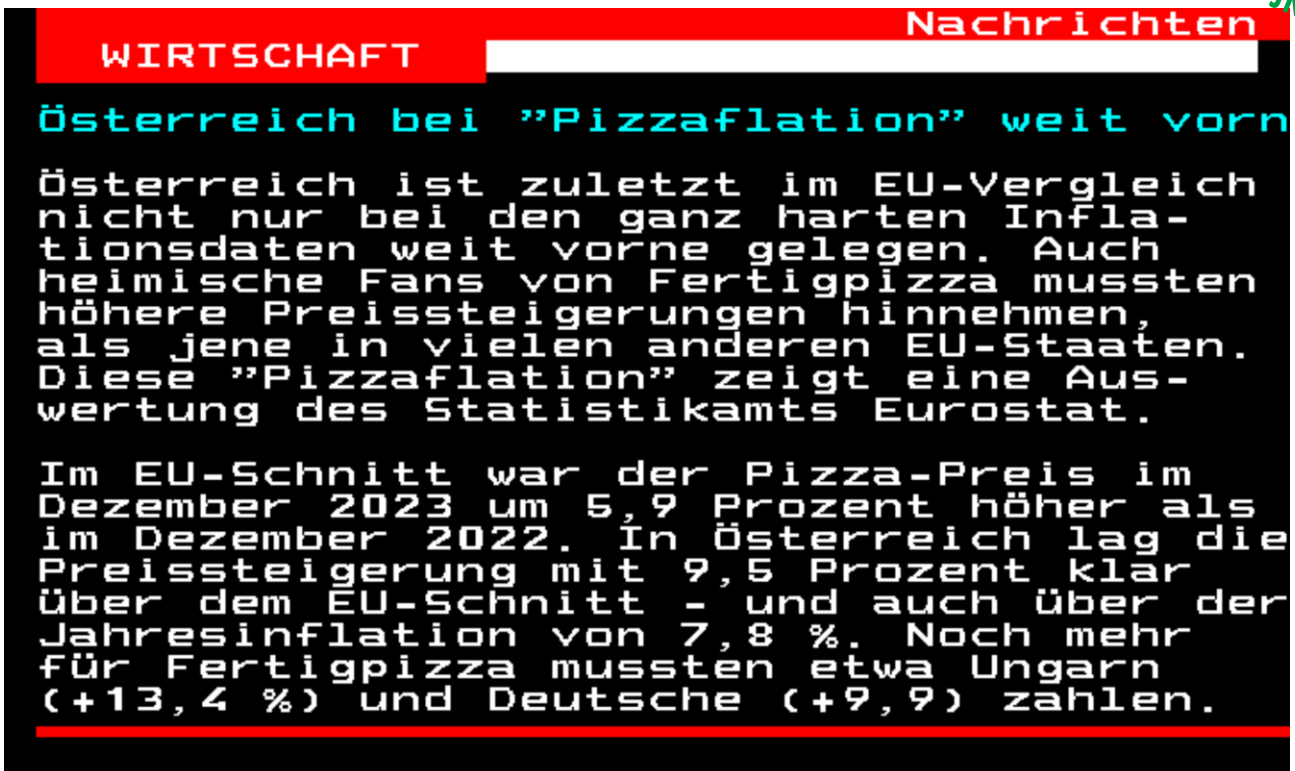 Nachrichten
WIRTSCHAFT
Österreich bei ”Pizzaflation” weit vorn
Österreich ist zuletzt im EU-Vergleich
nicht nur bei den ganz harten Infla-
tionsdaten weit vorne gelegen. Auch
heimische Fans von Fertigpizza mussten
höhere Preissteigerungen hinnehmen,
als jene in vielen anderen EU-Staaten.
Diese ”Pizzaflation” zeigt eine Aus-
wertung des Statistikamts Eurostat.
Im EU-Schnitt war der Pizza-Preis im
Dezember 2023 um 5,9 Prozent höher als
im Dezember 2022. In Österreich lag die
Preissteigerung mit 9,5 Prozent klar
über dem EU-Schnitt - und auch über der
Jahresinflation von 7,8 %. Noch mehr
für Fertigpizza mussten etwa Ungarn
(+13,4 %) und Deutsche (+9,9) zahlen.